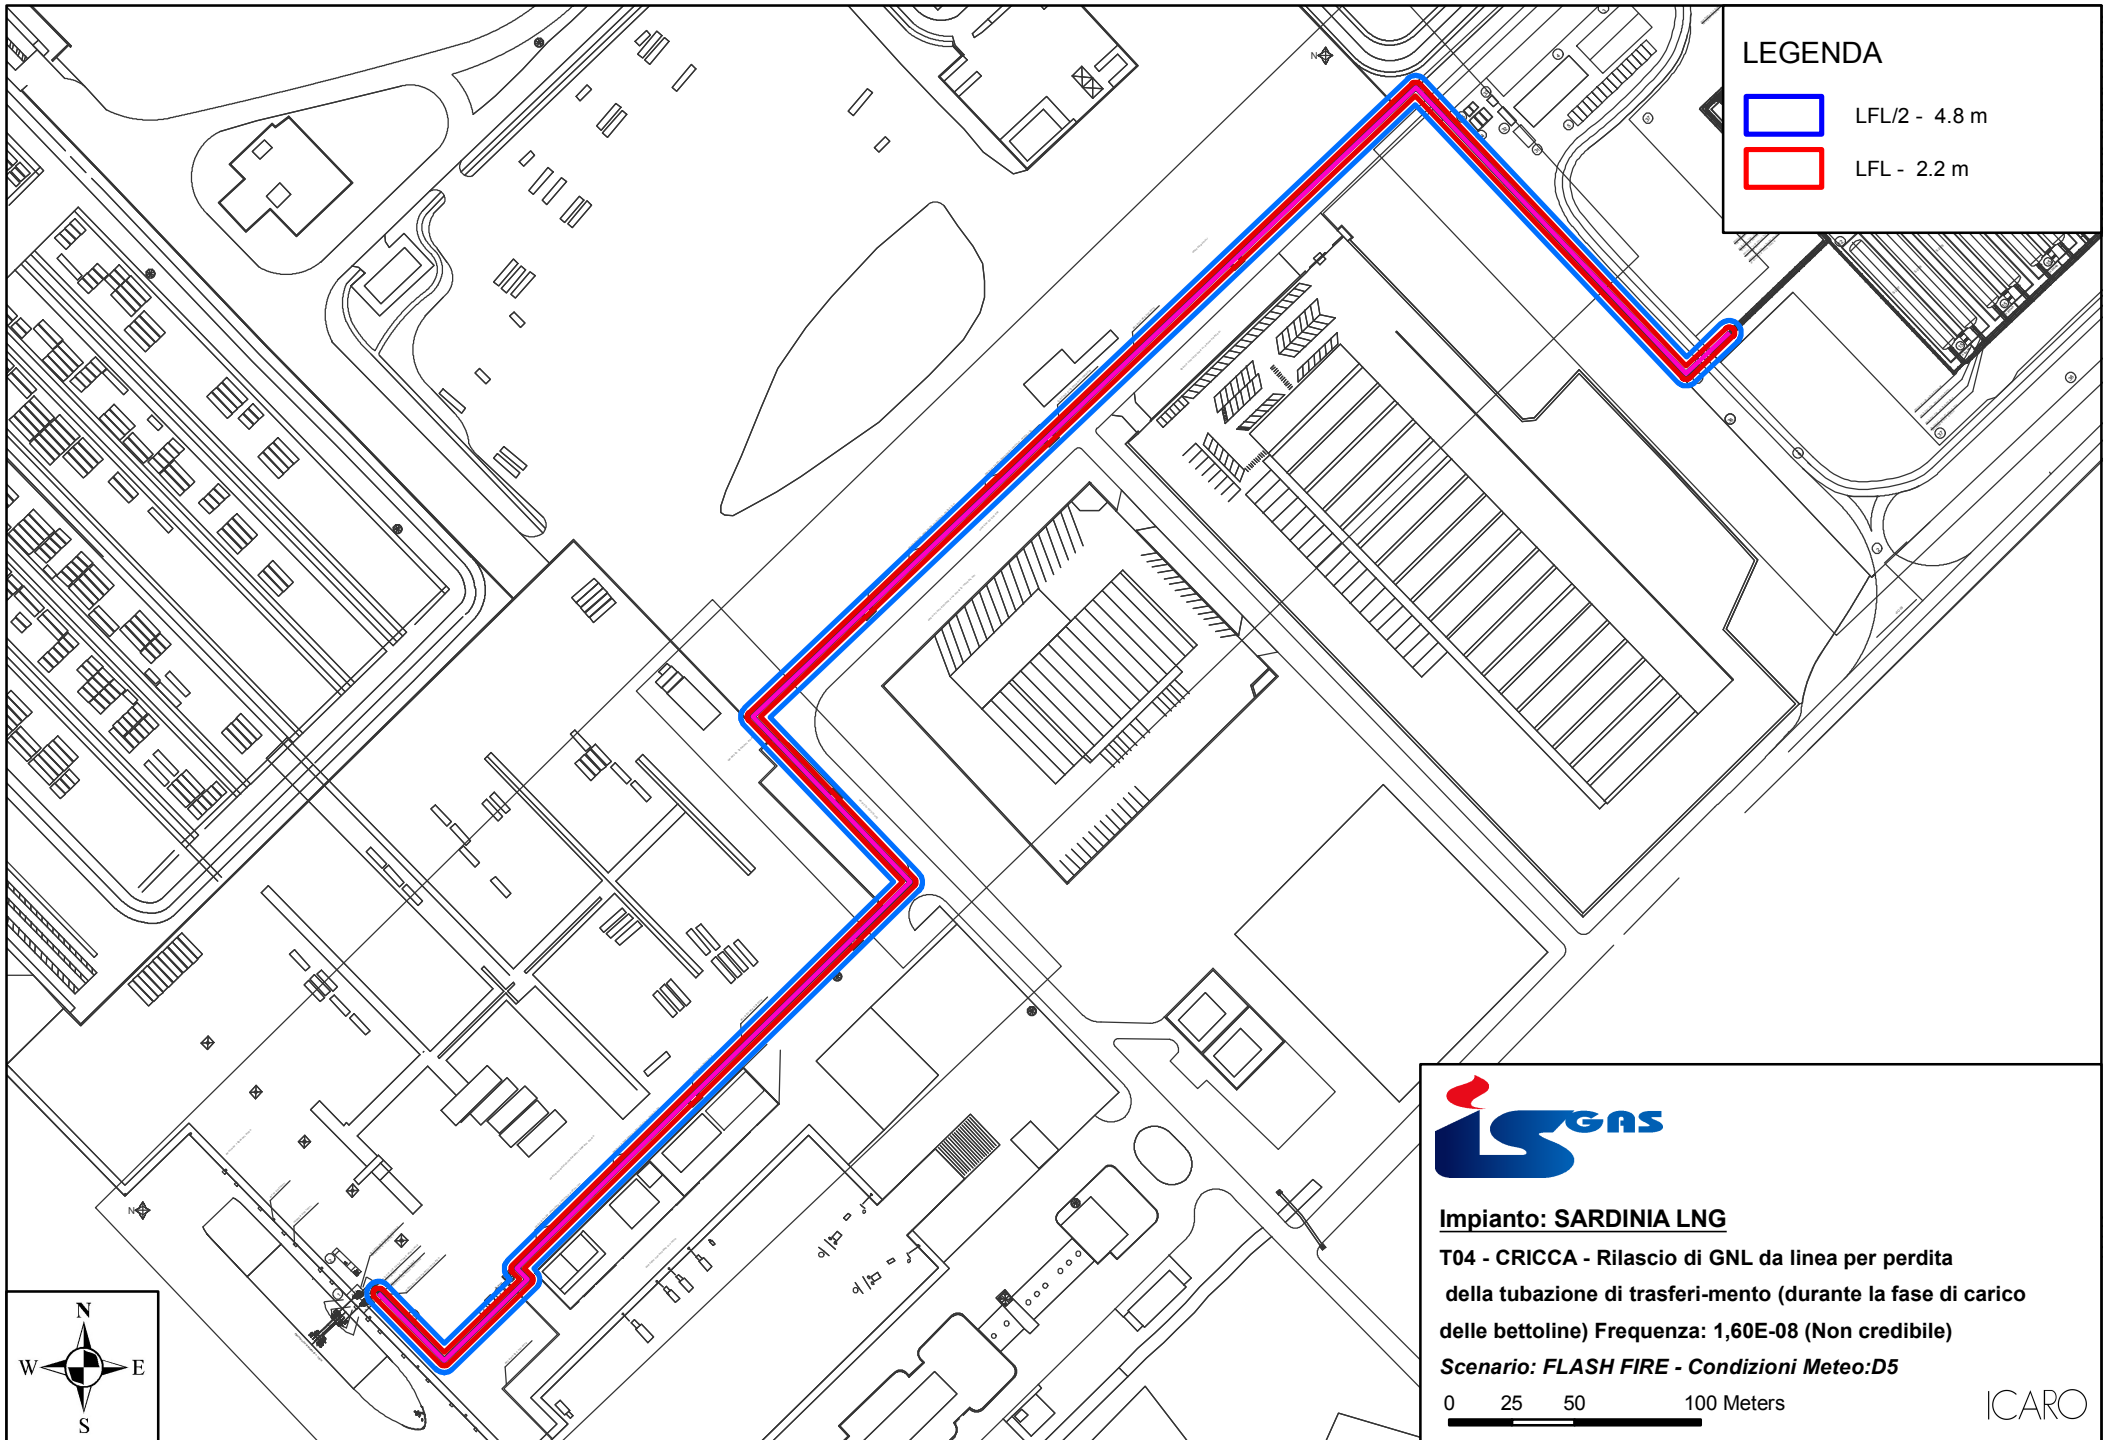 LEGENDA
LFL/2 - 4.8 m
LFL - 2.2 m
N
N
iS GAS
Impianto: SARDINIA LNG
T04 - CRICCA - Rilascio di GNL da linea per perdita
della tubazione di trasferi-mento (durante la fase di carico
delle bettoline) Frequenza: 1,60E-08 (Non credibile)
Scenario: FLASH FIRE - Condizioni Meteo:D5
0 25 50 100 Meters
ICARO
N
W E
S